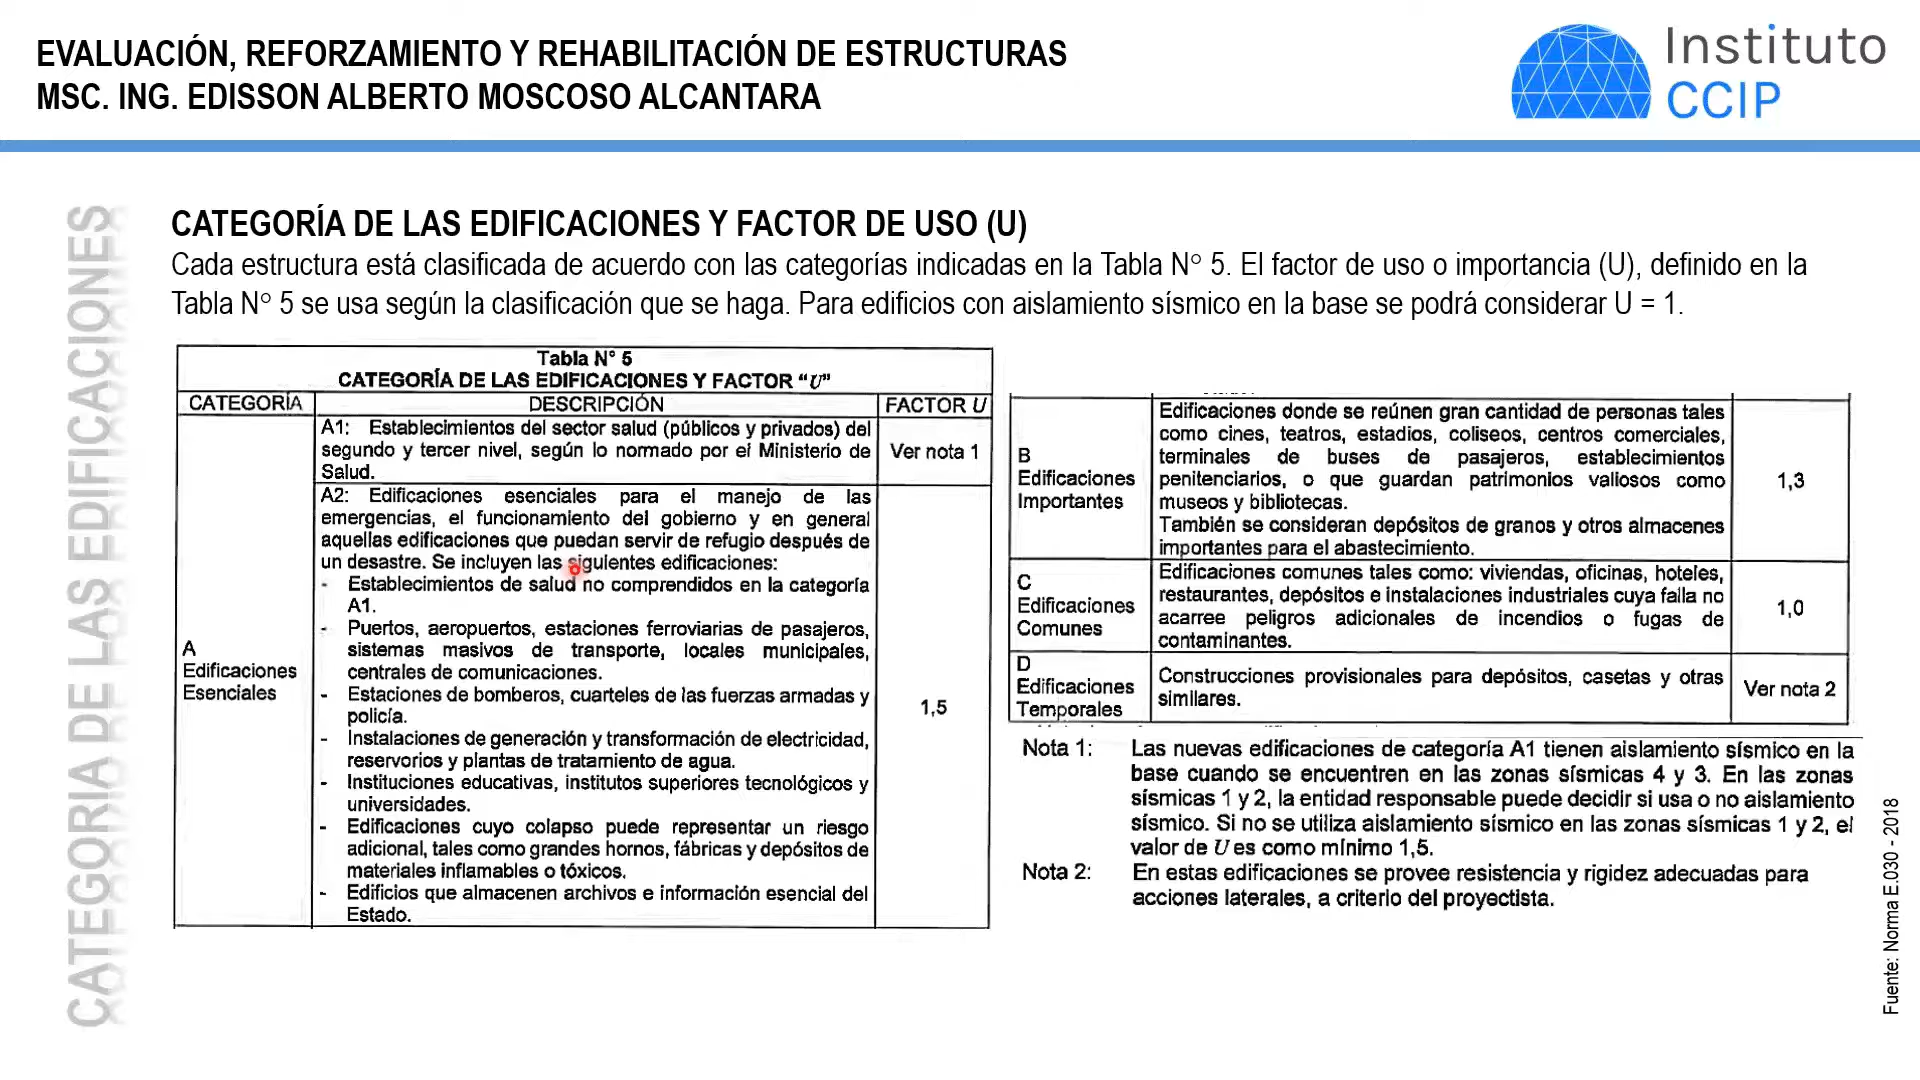 EVALUACIÓN, REFORZAMIENTO Y REHABILITACIÓN DE ESTRUCTURAS
MSC. ING. EDISSON ALBERTO MOSCOSO ALCANTARA
Instituto
CCIP
CATEGORIA DE LAS EDIFICACIONES
CATEGORÍA DE LAS EDIFICACIONES Y FACTOR DE USO (U)
Cada estructura está clasificada de acuerdo con las categorías indicadas en la Tabla N° 5. El factor de uso o importancia (U), definido en la
Tabla N° 5 se usa según la clasificación que se haga. Para edificios con aislamiento sísmico en la base se podrá considerar U = 1.
Tabla N° 5
CATEGORÍA DE LAS EDIFICACIONES Y FACTOR “U”
CATEGORÍA DESCRIPCIÓN FACTOR U
A1: Establecimientos del sector salud (públicos y privados) del
segundo y tercer nivel, según lo normado por el Ministerio de
Salud.
Ver nota 1
A
Edificaciones
Esenciales
A2: Edificaciones esenciales para el manejo de las
emergencias, el funcionamiento del gobierno y en general
aquellas edificaciones que puedan servir de refugio después de
un desastre. Se incluyen las siguientes edificaciones:
- Establecimientos de salud no comprendidos en la categoría
A1.
- Puertos, aeropuertos, estaciones ferroviarias de pasajeros,
sistemas masivos de transporte, locales municipales,
centrales de comunicaciones.
- Estaciones de bomberos, cuarteles de las fuerzas armadas y
policía.
- Instalaciones de generación y transformación de electricidad,
reservorios y plantas de tratamiento de agua.
- Instituciones educativas, institutos superiores tecnológicos y
universidades.
- Edificaciones cuyo colapso puede representar un riesgo
adicional, tales como grandes hornos, fábricas y depósitos de
materiales inflamables o tóxicos.
- Edificios que almacenen archivos e información esencial del
Estado.
1,5
B
Edificaciones
Importantes
Edificaciones donde se reúnen gran cantidad de personas tales
como cines, teatros, estadios, coliseos, centros comerciales,
terminales de buses de pasajeros, establecimientos
penitenciarios, o que guardan patrimonios valiosos como
museos y bibliotecas.
También se consideran depósitos de granos y otros almacenes
importantes para el abastecimiento.
1,3
C
Edificaciones
Comunes
Edificaciones comunes tales como: viviendas, oficinas, hoteles,
restaurantes, depósitos e instalaciones industriales cuya falla no
acarree peligros adicionales de incendios o fugas de
contaminantes.
1,0
D
Edificaciones
Temporales
Construcciones provisionales para depósitos, casetas y otras
similares.
Ver nota 2
Nota 1: Las nuevas edificaciones de categoría A1 tienen aislamiento sísmico en la
base cuando se encuentren en las zonas sísmicas 4 y 3. En las zonas
sísmicas 1 y 2, la entidad responsable puede decidir si usa o no aislamiento
sísmico. Si no se utiliza aislamiento sísmico en las zonas sísmicas 1 y 2, el
valor de U es como mínimo 1,5.
Nota 2: En estas edificaciones se provee resistencia y rigidez adecuadas para
acciones laterales, a criterio del proyectista.
Fuente: Norma E.030 - 2018